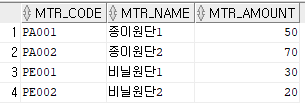 MTR_CODE MTR_NAME MTR_AMOUNT
1 PA001 종이원단1 50
2 PA002 종이원단2 70
3 PE001 비닐원단1 30
4 PE002 비닐원단2 20